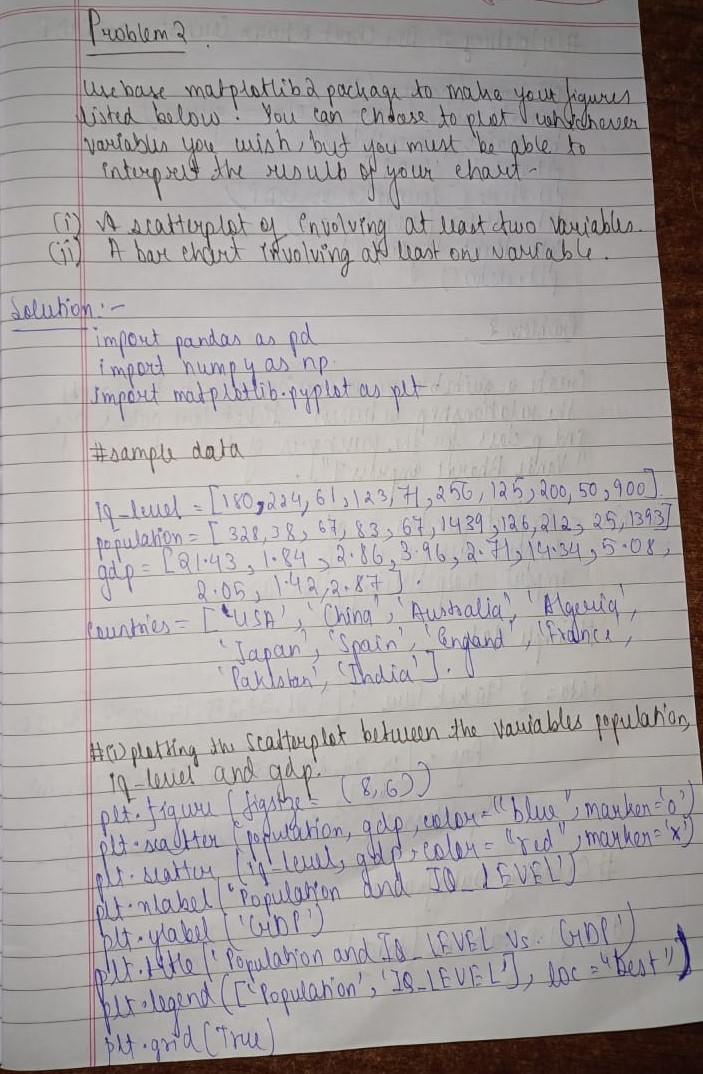 Problem 2.
Use base matplotlib2 package to make your figures
listed below. You can choose to plot whichever
variables you wish, but you must be able to
interpret the result of your chart-
(i) A scatterplot of involving at least two variables.
(ii) A bar chart involving at least one variable.
Solution:-
import pandas as pd
import numpy as np.
import matplotlib.pyplot as plt
#sample data
iq-level = [180,224,61,123,71,256,125,200,50,900].
population = [328,38,67,83,67,1439,126,212,25,1393]
gdp = [21.43, 1.84, 2.86, 3.96, 2.71, 14.34, 5.08,
2.05, 1.42, 2.87].
countries = ['USA', 'China', 'Australia', 'Algeria',
'Japan', 'Spain', 'England', 'France,
'Pakistan', 'India'].
#(i) plotting the scatterplot between the variables population,
iq-level and gdp.
plt.figure (figsize = (8,6))
plt.scatter (population, gdp, color = "blue", marker='o')
plt.scatter (iq-level, gdp, color = "red", marker='x')
plt.xlabel ('Population and IQ_LEVEL')
plt.ylabel ('GDP')
plt.title ('Population and IQ_LEVEL Vs. GDP')
plt.legend (['Population', 'IQ_LEVEL'], loc = "best")
plt.grid (True)